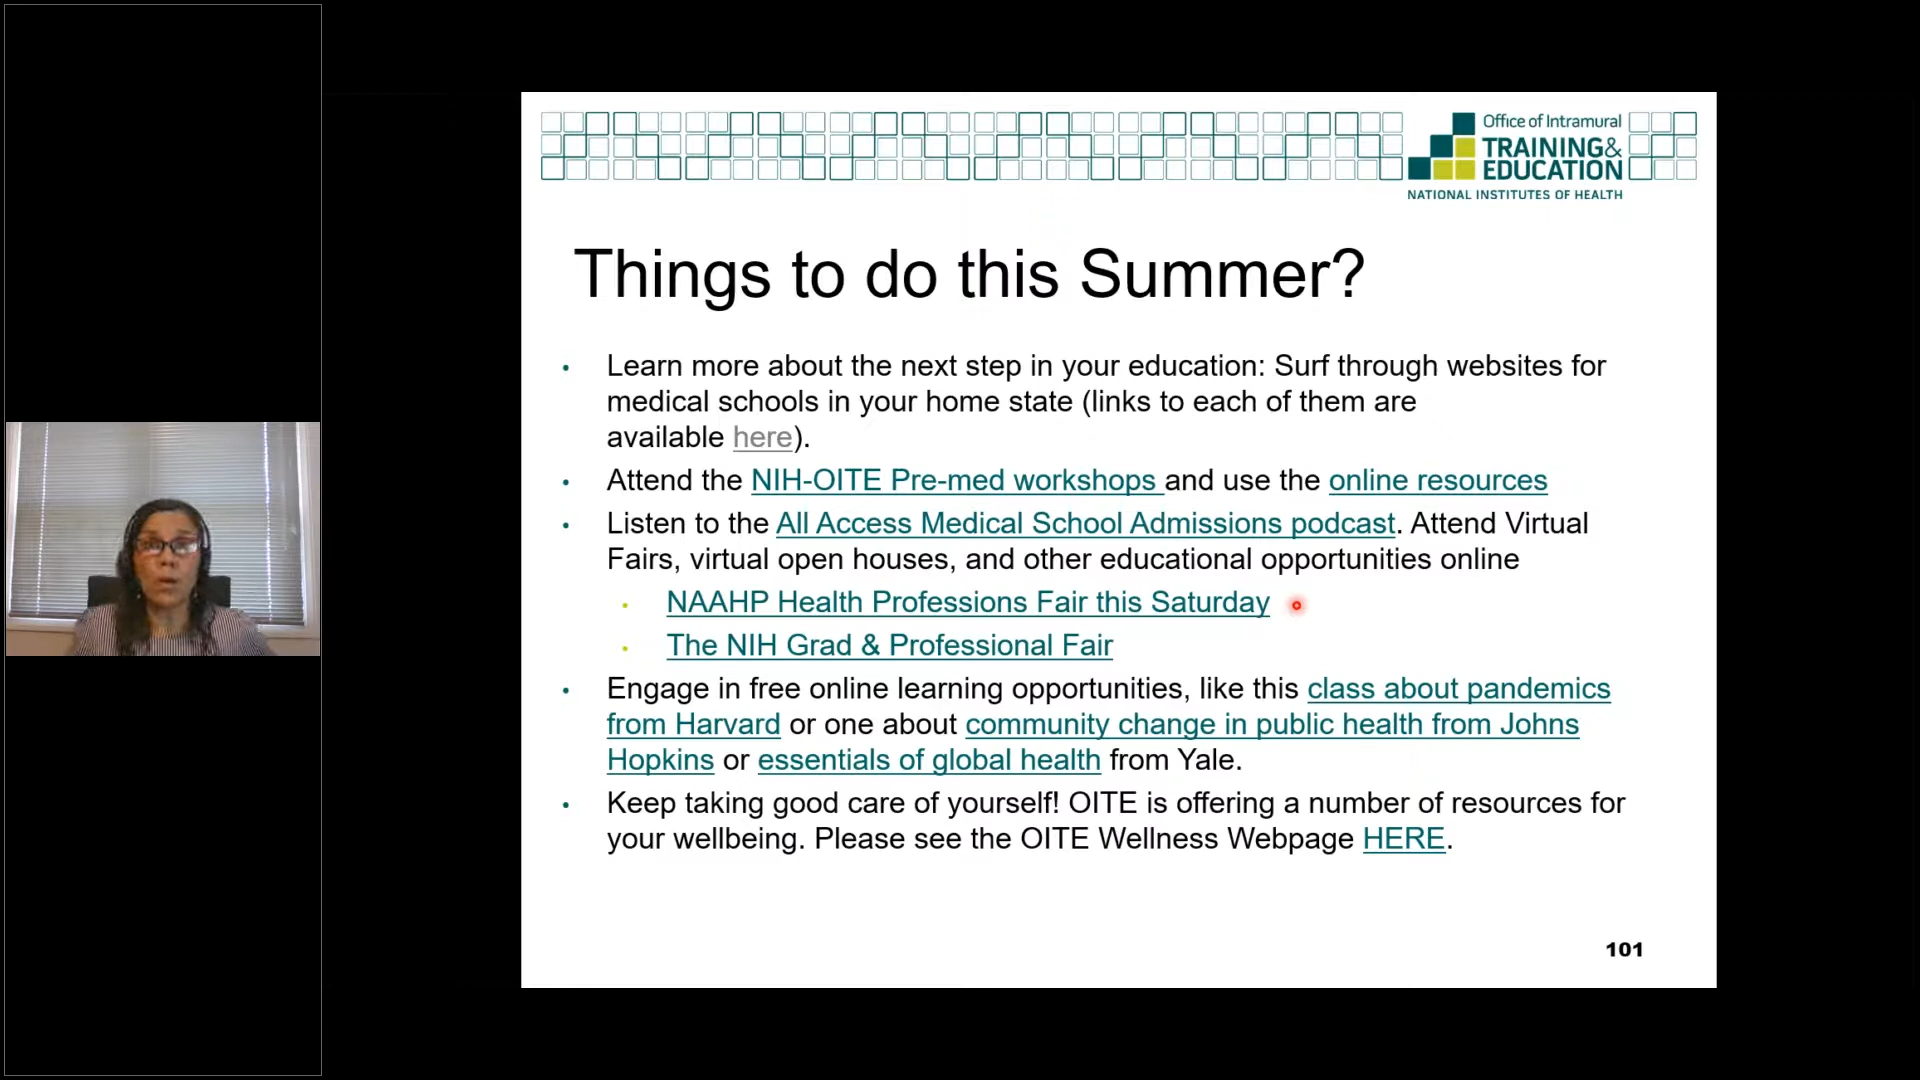 Office of Intramural
TRAINING&
EDUCATION
NATIONAL INSTITUTES OF HEALTH
Things to do this Summer?
• Learn more about the next step in your education: Surf through websites for
medical schools in your home state (links to each of them are
available here).
• Attend the NIH-OITE Pre-med workshops and use the online resources
• Listen to the All Access Medical School Admissions podcast. Attend Virtual
Fairs, virtual open houses, and other educational opportunities online
• NAAHP Health Professions Fair this Saturday
• The NIH Grad & Professional Fair
• Engage in free online learning opportunities, like this class about pandemics
from Harvard or one about community change in public health from Johns
Hopkins or essentials of global health from Yale.
• Keep taking good care of yourself! OITE is offering a number of resources for
your wellbeing. Please see the OITE Wellness Webpage HERE.
101